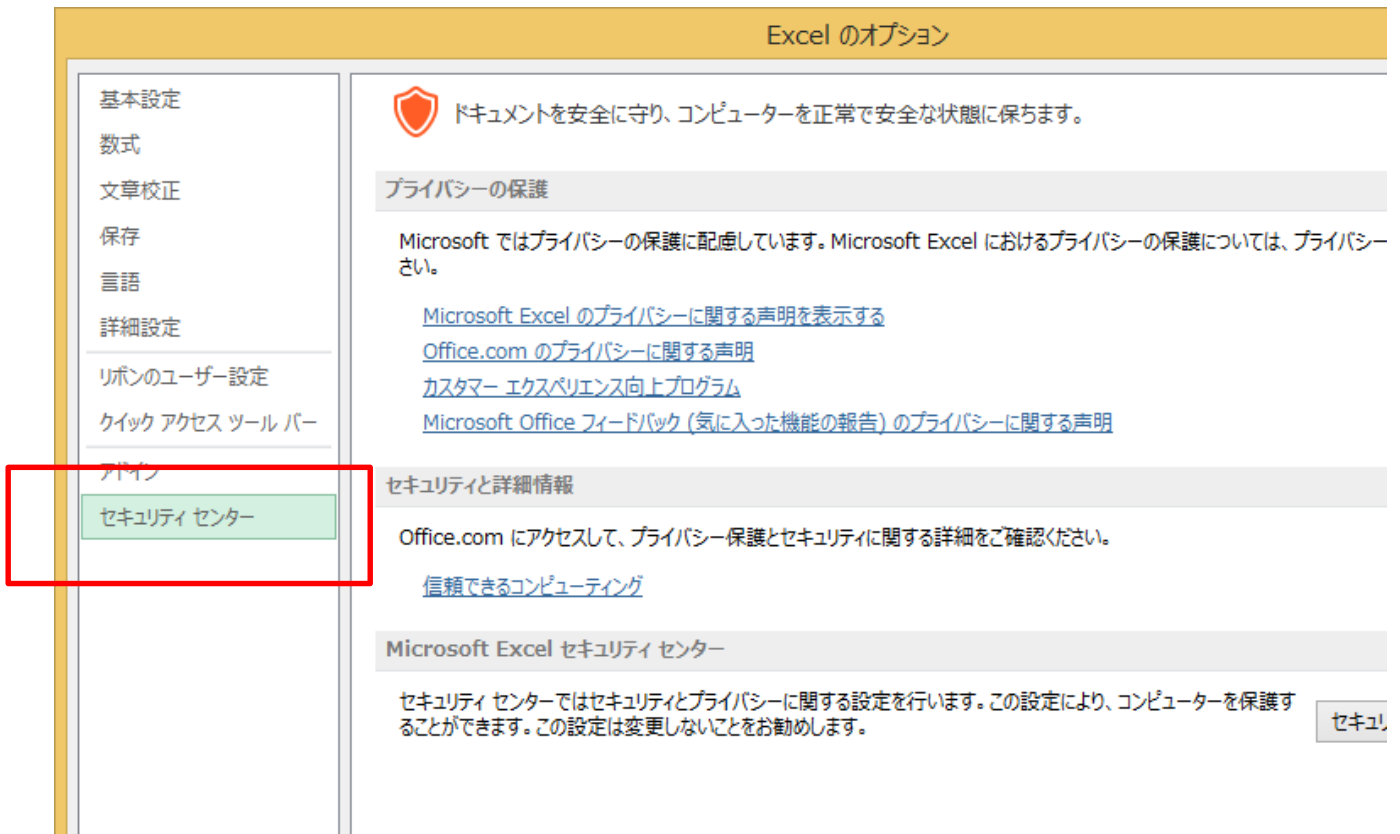 Excel のオプション
基本設定
数式
文章校正
保存
言語
詳細設定
リボンのユーザー設定
クイック アクセス ツール バー
アドイン
セキュリティ センター
ドキュメントを安全に守り、コンピューターを正常で安全な状態に保ちます。
プライバシーの保護
Microsoft ではプライバシーの保護に配慮しています。Microsoft Excel におけるプライバシーの保護については、プライバシー
さい。
Microsoft Excel のプライバシーに関する声明を表示する
Office.com のプライバシーに関する声明
カスタマー エクスペリエンス向上プログラム
Microsoft Office フィードバック (気に入った機能の報告) のプライバシーに関する声明
セキュリティと詳細情報
Office.com にアクセスして、プライバシー保護とセキュリティに関する詳細をご確認ください。
信頼できるコンピューティング
Microsoft Excel セキュリティ センター
セキュリティ センターではセキュリティとプライバシーに関する設定を行います。この設定により、コンピューターを保護す
ることができます。この設定は変更しないことをお勧めします。
セキュリ